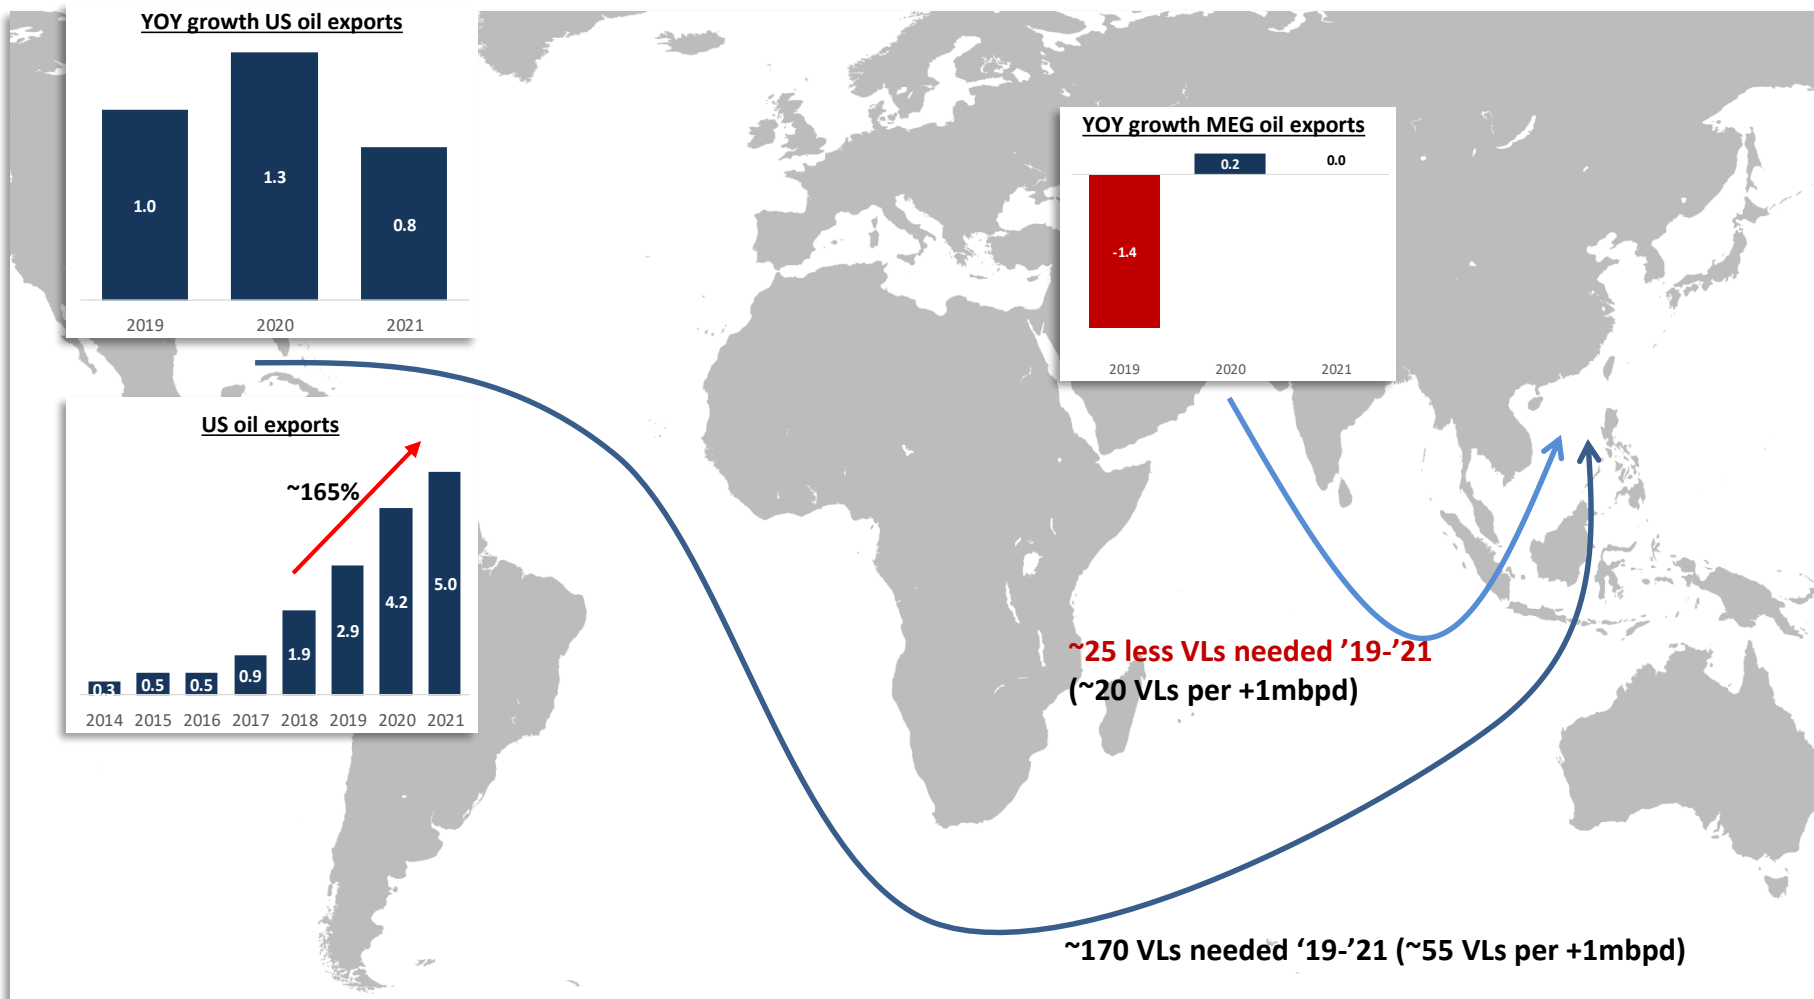 YOY growth US oil exports
1.0
1.3
0.8
2019 2020 2021
YOY growth MEG oil exports
0.2
0.0
-1.4
2019 2020 2021
US oil exports
~165%
0.3
0.5
0.5
0.9
1.9
2.9
4.2
5.0
2014 2015 2016 2017 2018 2019 2020 2021
~25 less VLs needed ’19-’21
(~20 VLs per +1mbpd)
~170 VLs needed ‘19-’21 (~55 VLs per +1mbpd)